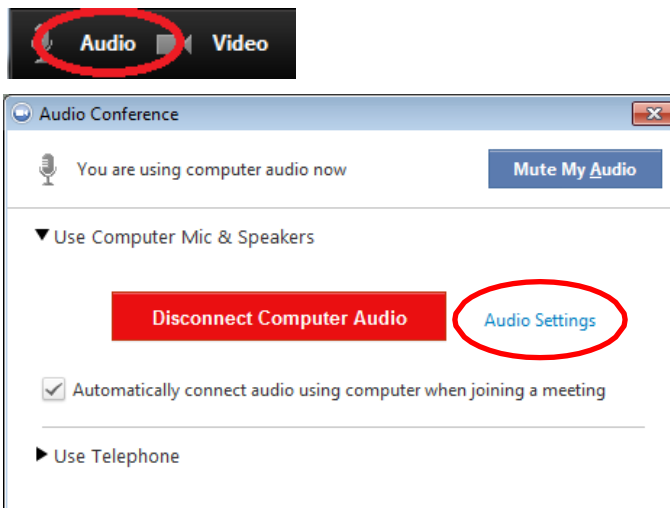 Audio Video
Audio Conference
You are using computer audio now Mute My Audio
Use Computer Mic & Speakers
Disconnect Computer Audio Audio Settings
Automatically connect audio using computer when joining a meeting
Use Telephone